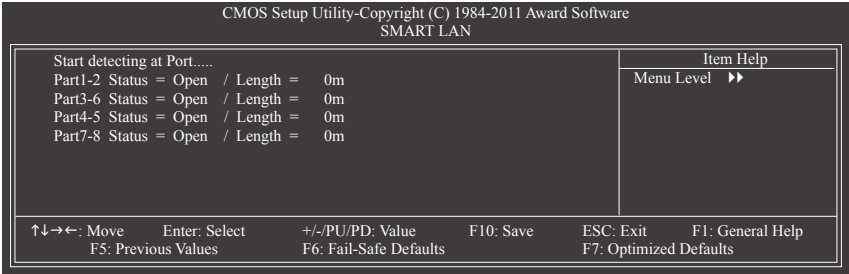 CMOS Setup Utility-Copyright (C) 1984-2011 Award Software
SMART LAN
Start detecting at Port.....
Part1-2 Status = Open / Length = 0m
Part3-6 Status = Open / Length = 0m
Part4-5 Status = Open / Length = 0m
Part7-8 Status = Open / Length = 0m
Item Help
Menu Level ▶▶
↑↓→←: Move Enter: Select +/-/PU/PD: Value F10: Save ESC: Exit F1: General Help
F5: Previous Values F6: Fail-Safe Defaults F7: Optimized Defaults